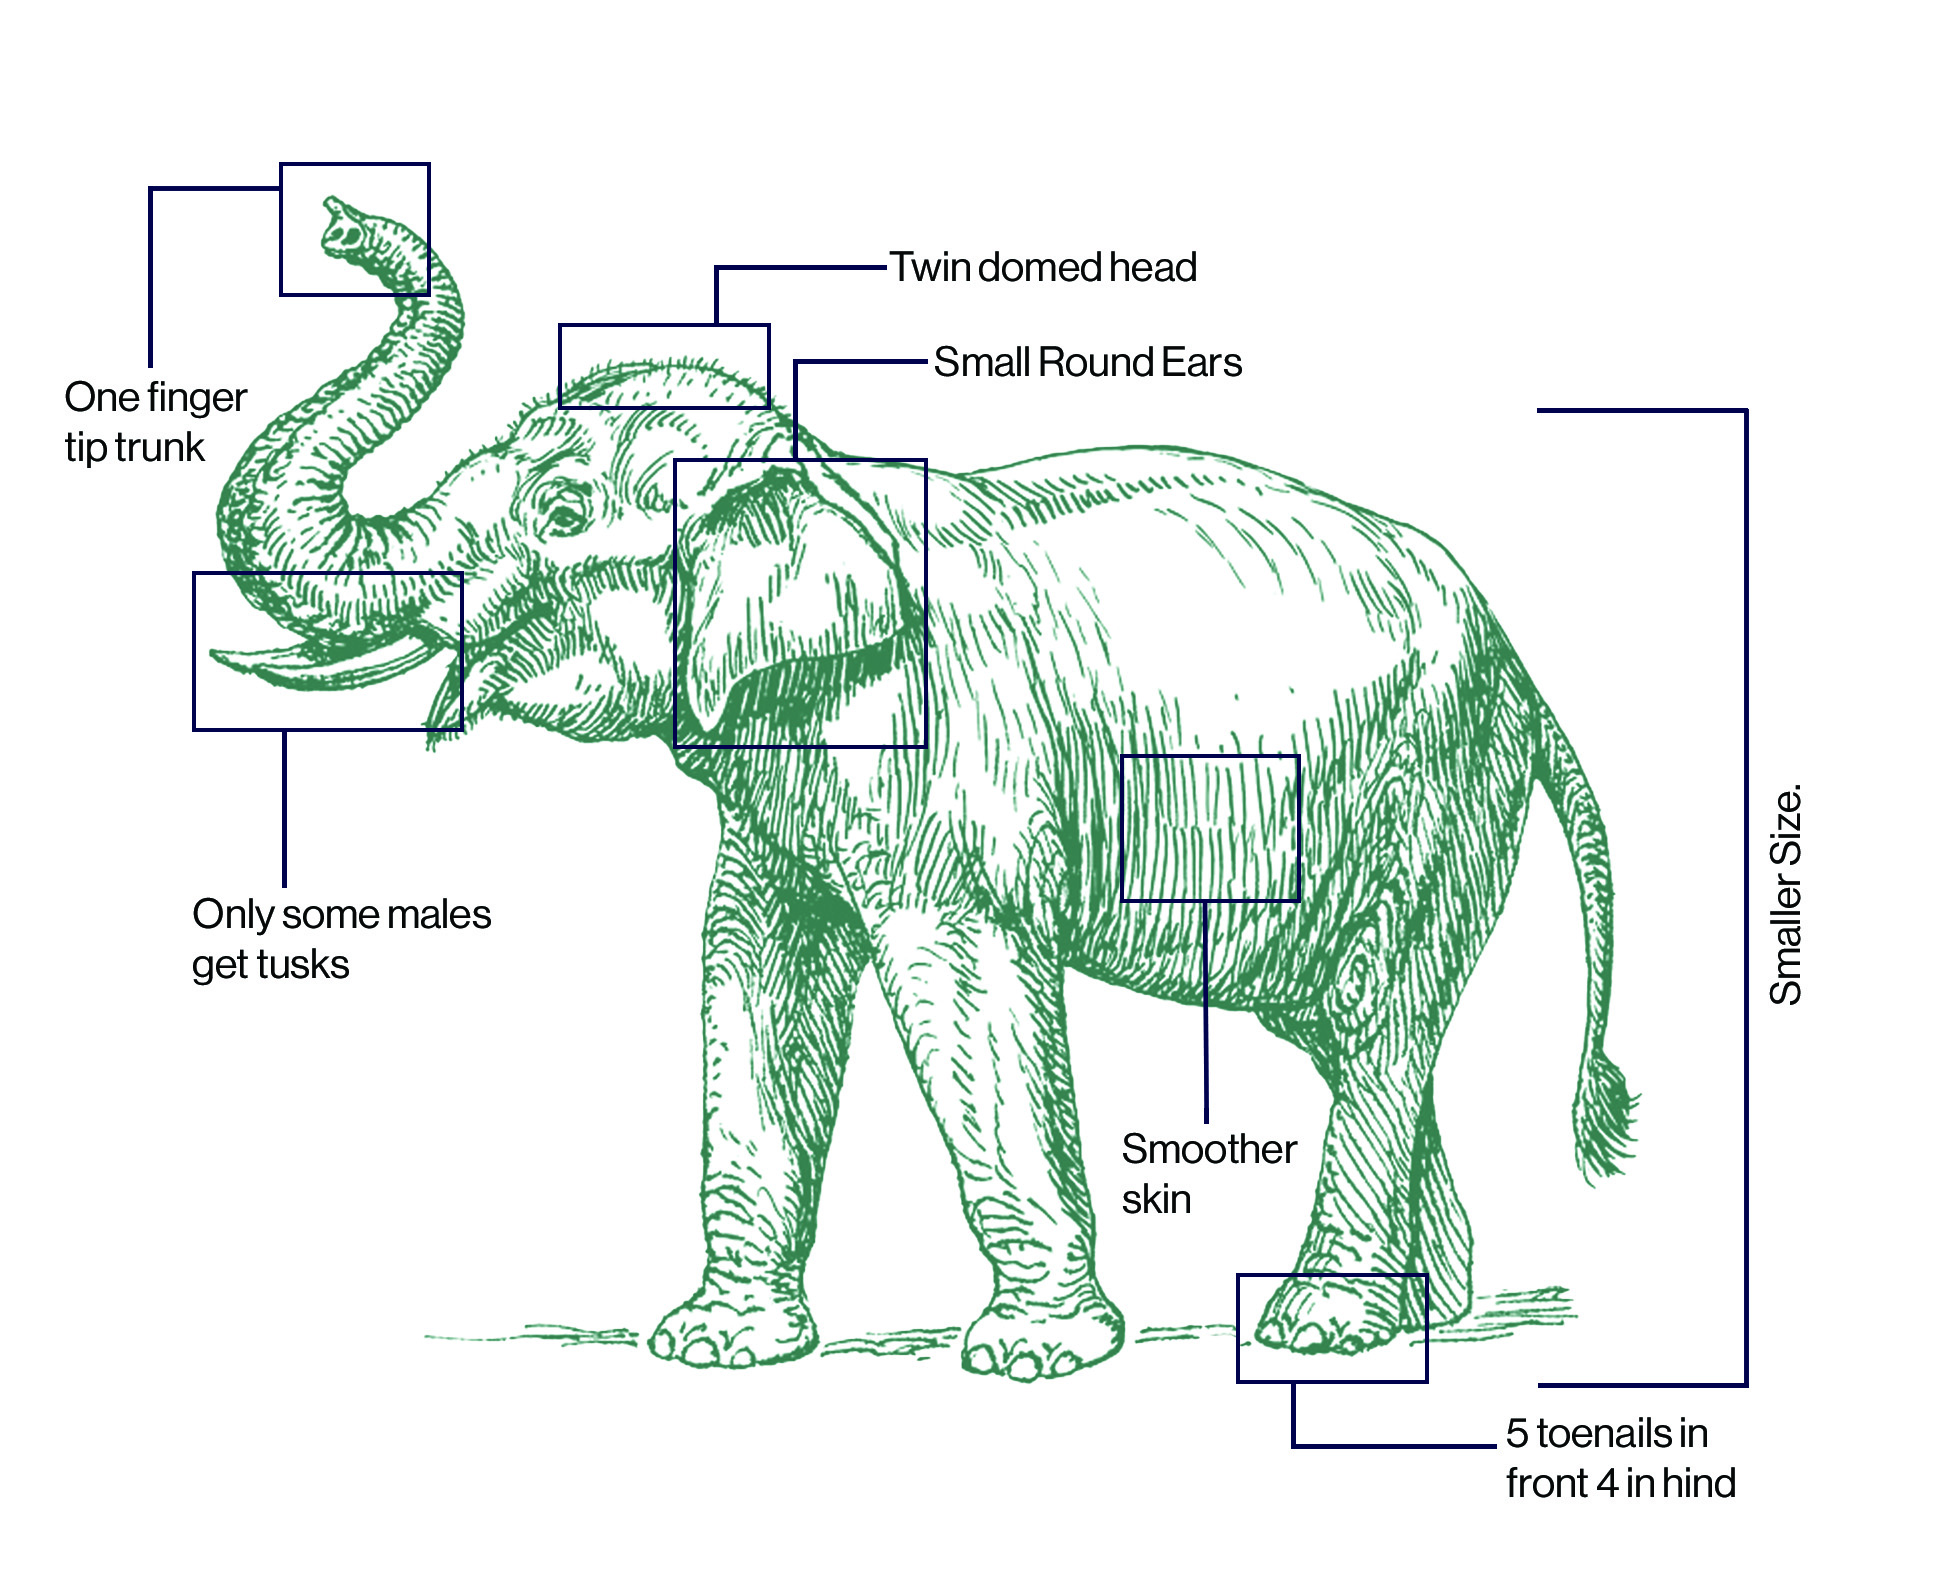 Twin domed head
Small Round Ears
One finger
tip trunk
Only some males
get tusks
Smaller Size.
Smoother
skin
5 toenails in
front 4 in hind